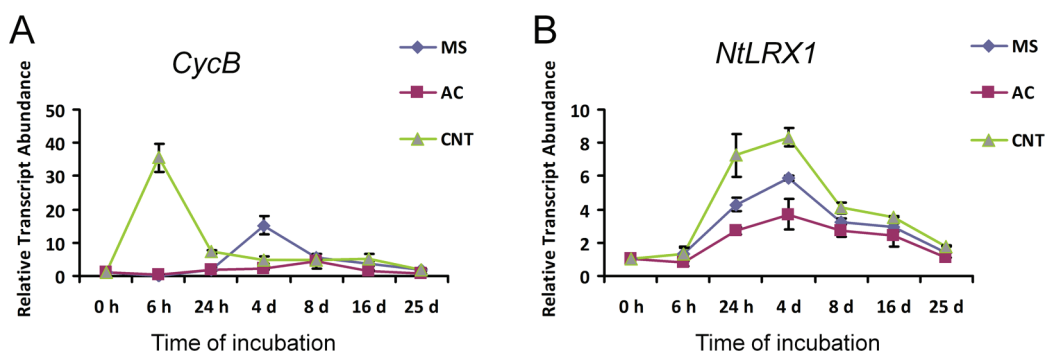 A
CycB
MS
AC
CNT
Relative Transcript Abundance
50
40
30
20
10
0
0 h 6 h 24 h 4 d 8 d 16 d 25 d
Time of incubation
B
NtLRX1
MS
AC
CNT
Relative Transcript Abundance
10
8
6
4
2
0
0 h 6 h 24 h 4 d 8 d 16 d 25 d
Time of incubation